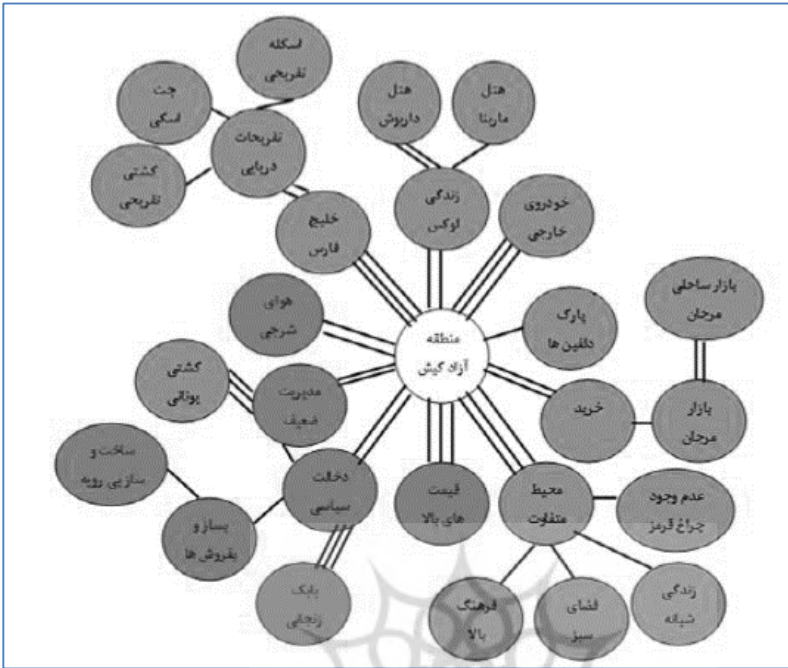 اسکله
تفریحی
جت
اسکی
تفریحات
دریایی
کشتی
تفریحی
خلیج
فارس
هتل
داریوش
هتل
مارینا
زندگی
لوکس
خودروی
خارجی
هوای
شرجی
منطقه
آزاد کیش
پارک
دلفین ها
بازار ساحلی
مرجان
کشتی
یونانی
مدیریت
ضعیف
خرید
بازار
مرجان
ساخت و
ساز بی رویه
دخالت
سیاسی
قیمت
های بالا
محیط
متفاوت
عدم وجود
چراغ قرمز
بساز و
بفروش ها
بابک
زنجانی
فرهنگ
بالا
فضای
سبز
زندگی
شبانه